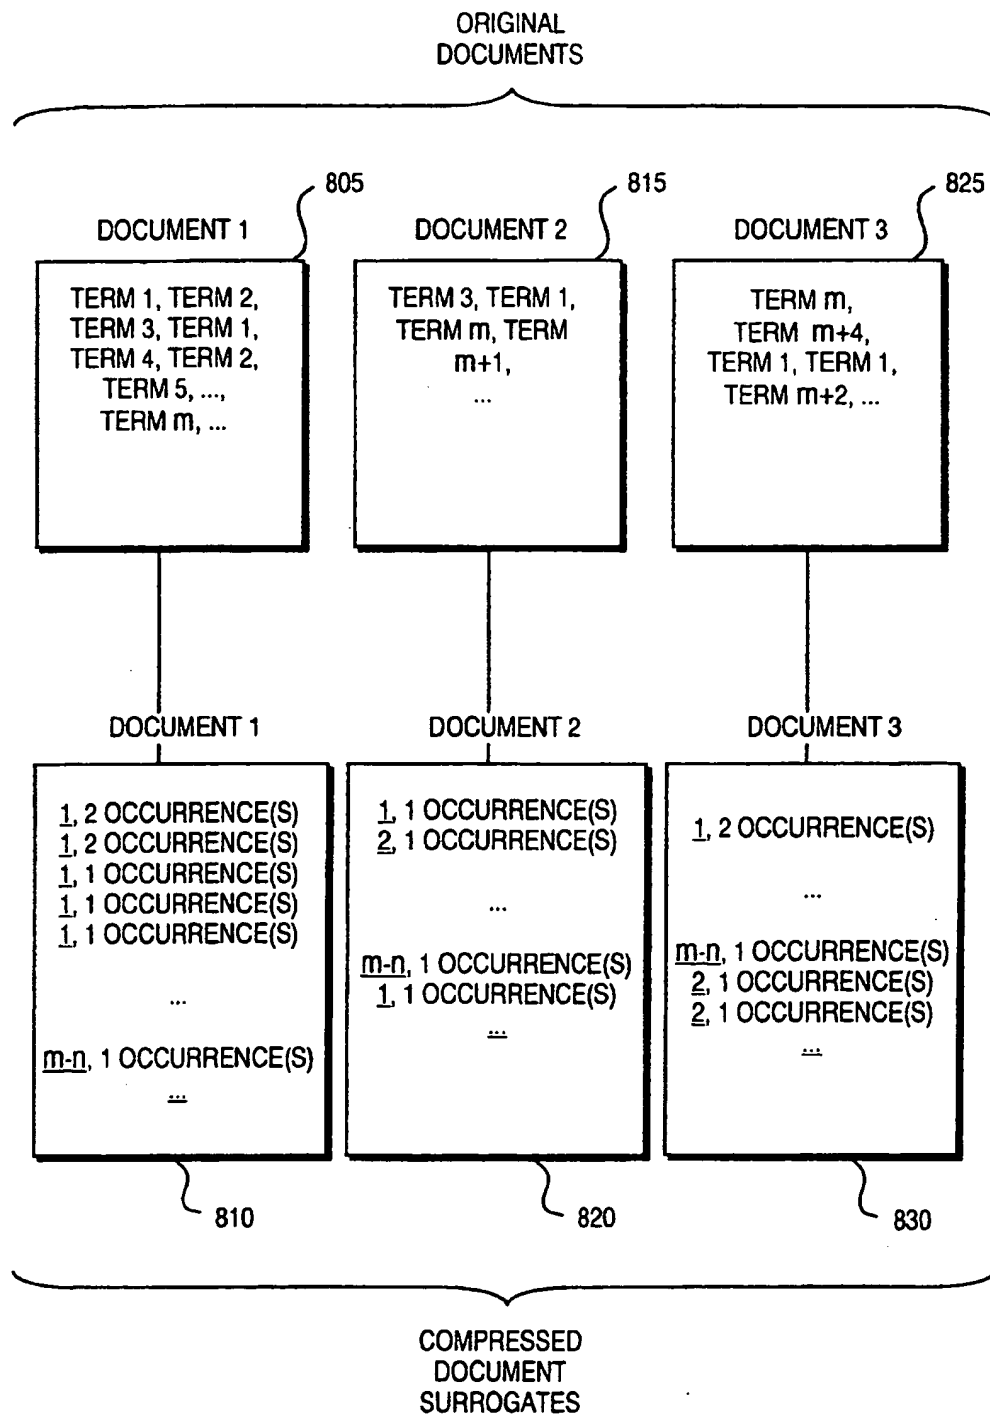 ORIGINAL
DOCUMENTS
805
815
825
DOCUMENT 1
DOCUMENT 2
DOCUMENT 3
TERM 1, TERM 2,
TERM 3, TERM 1,
TERM 4, TERM 2,
TERM 5, ...,
TERM m, ...
TERM 3, TERM 1,
TERM m, TERM
m+1,
...
TERM m,
TERM m+4,
TERM 1, TERM 1,
TERM m+2, ...
DOCUMENT 1
DOCUMENT 2
DOCUMENT 3
1, 2 OCCURRENCE(S)
1, 2 OCCURRENCE(S)
1, 1 OCCURRENCE(S)
1, 1 OCCURRENCE(S)
1, 1 OCCURRENCE(S)
...
m-n, 1 OCCURRENCE(S)
...
1, 1 OCCURRENCE(S)
2, 1 OCCURRENCE(S)
...
m-n, 1 OCCURRENCE(S)
1, 1 OCCURRENCE(S)
...
1, 2 OCCURRENCE(S)
...
m-n, 1 OCCURRENCE(S)
2, 1 OCCURRENCE(S)
2, 1 OCCURRENCE(S)
...
810
820
830
COMPRESSED
DOCUMENT
SURROGATES